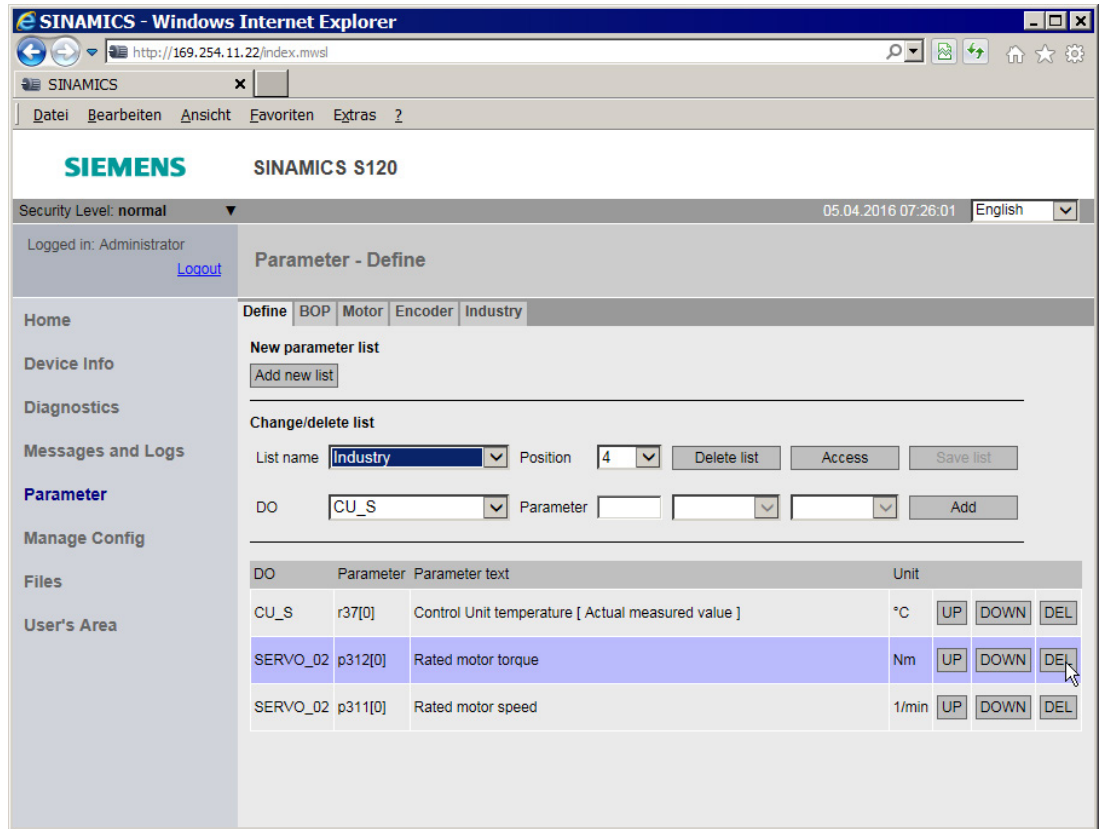 SINAMICS - Windows Internet Explorer
http://169.254.11.22/index.mwsl
SINAMICS
Datei Bearbeiten Ansicht Favoriten Extras ?
SIEMENS SINAMICS S120
Security Level: normal 05.04.2016 07:26:01 English
Logged in: Administrator
Logout
Parameter - Define
Home
Device Info
Diagnostics
Messages and Logs
Parameter
Manage Config
Files
User's Area
Define BOP Motor Encoder Industry
New parameter list
Add new list
Change/delete list
List name Industry Position 4 Delete list Access Save list
DO CU_S Parameter Add
DO Parameter Parameter text Unit
CU_S r37[0] Control Unit temperature [ Actual measured value ] °C UP DOWN DEL
SERVO_02 p312[0] Rated motor torque Nm UP DOWN DEL
SERVO_02 p311[0] Rated motor speed 1/min UP DOWN DEL